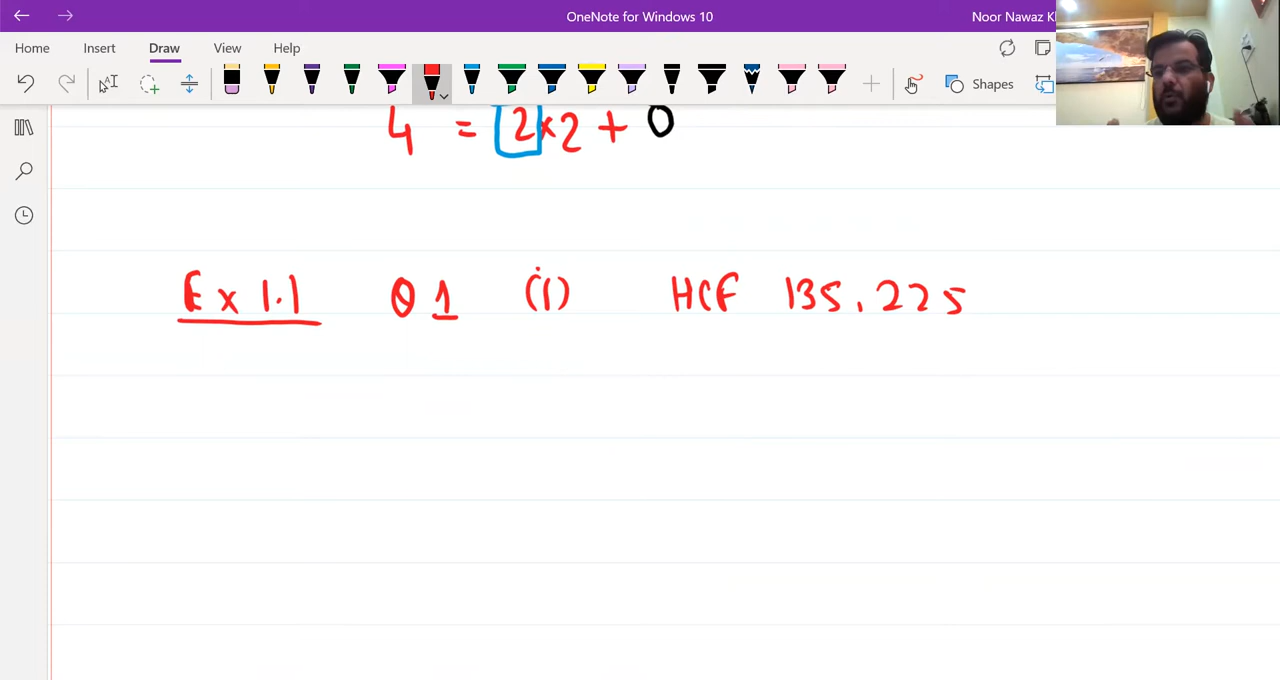 OneNote for Windows 10
Noor Nawaz Kh
Home Insert Draw View Help
Shapes
4 = 2×2 + 0
Ex 1.1 Q 1 (i) HCF 135, 225